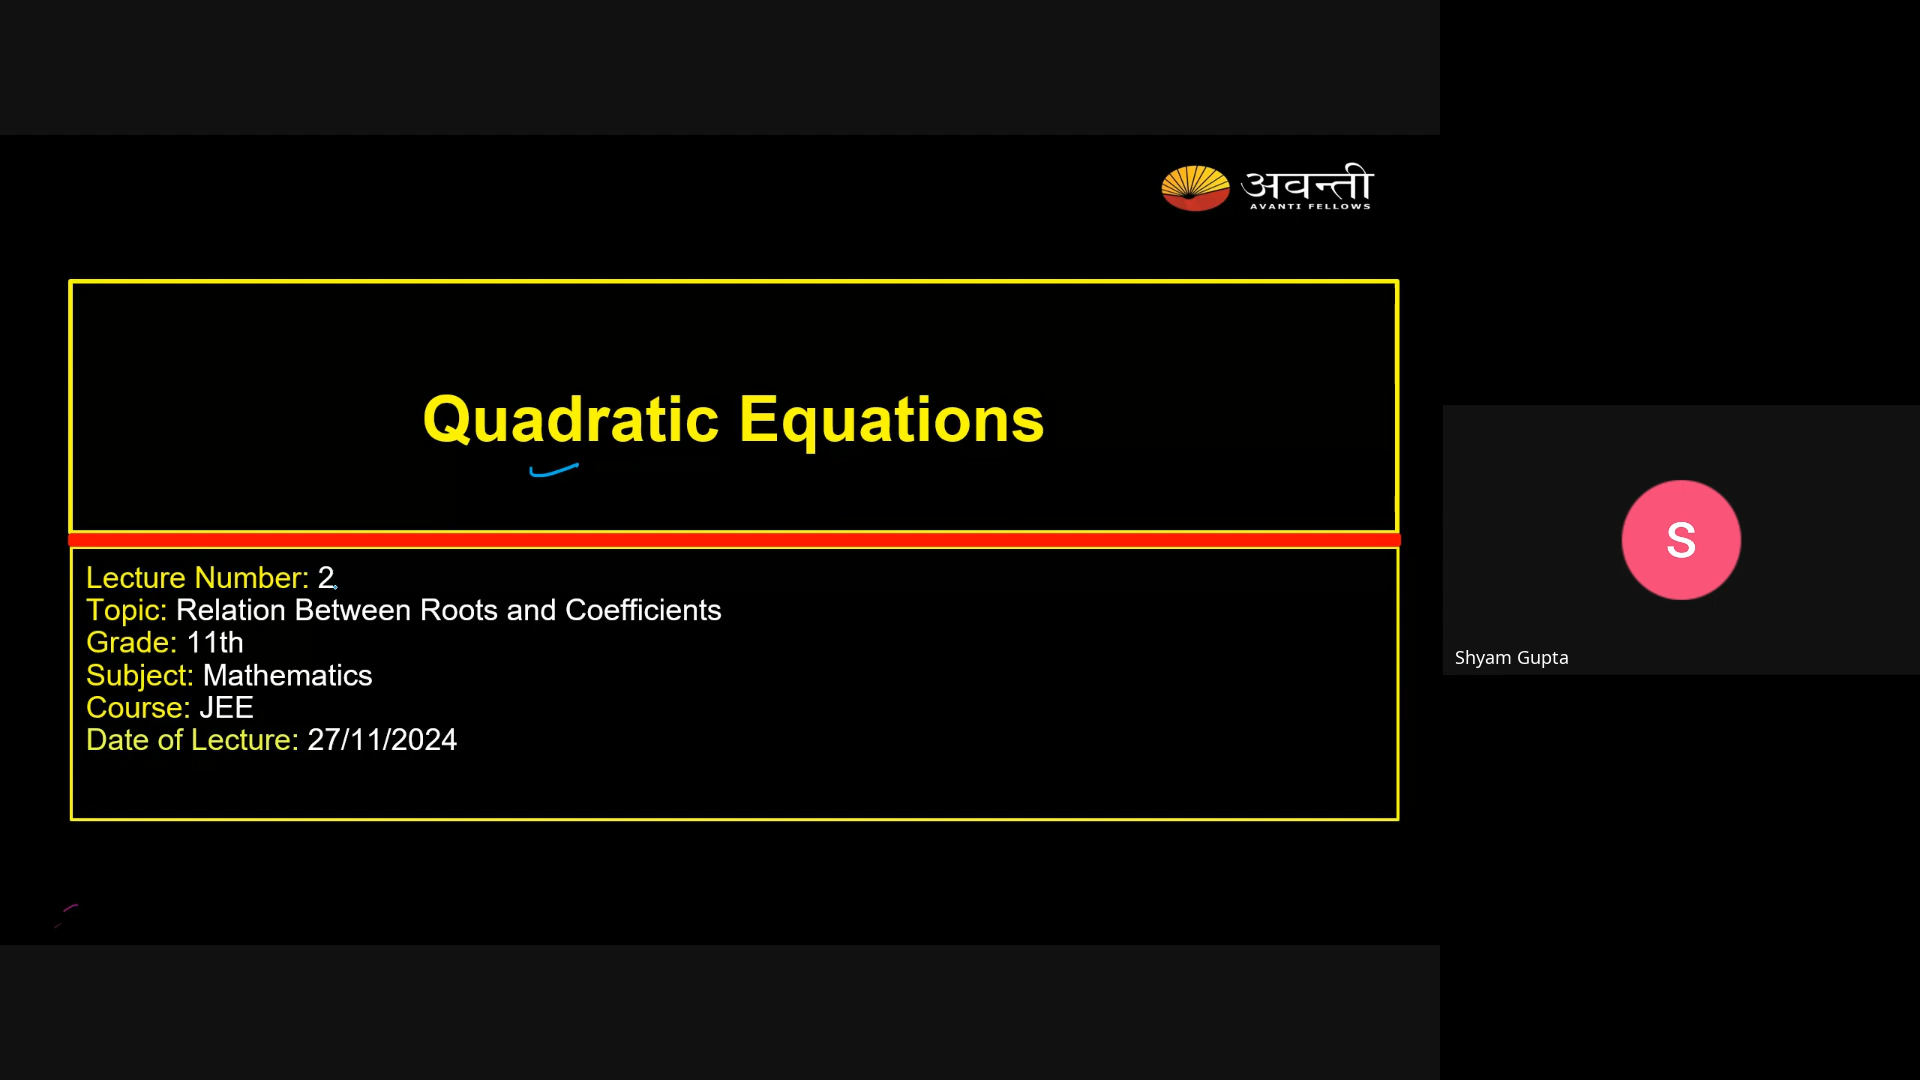 अवन्ती
AVANTI FELLOWS
Quadratic Equations
Lecture Number: 2
Topic: Relation Between Roots and Coefficients
Grade: 11th
Subject: Mathematics
Course: JEE
Date of Lecture: 27/11/2024
S
Shyam Gupta